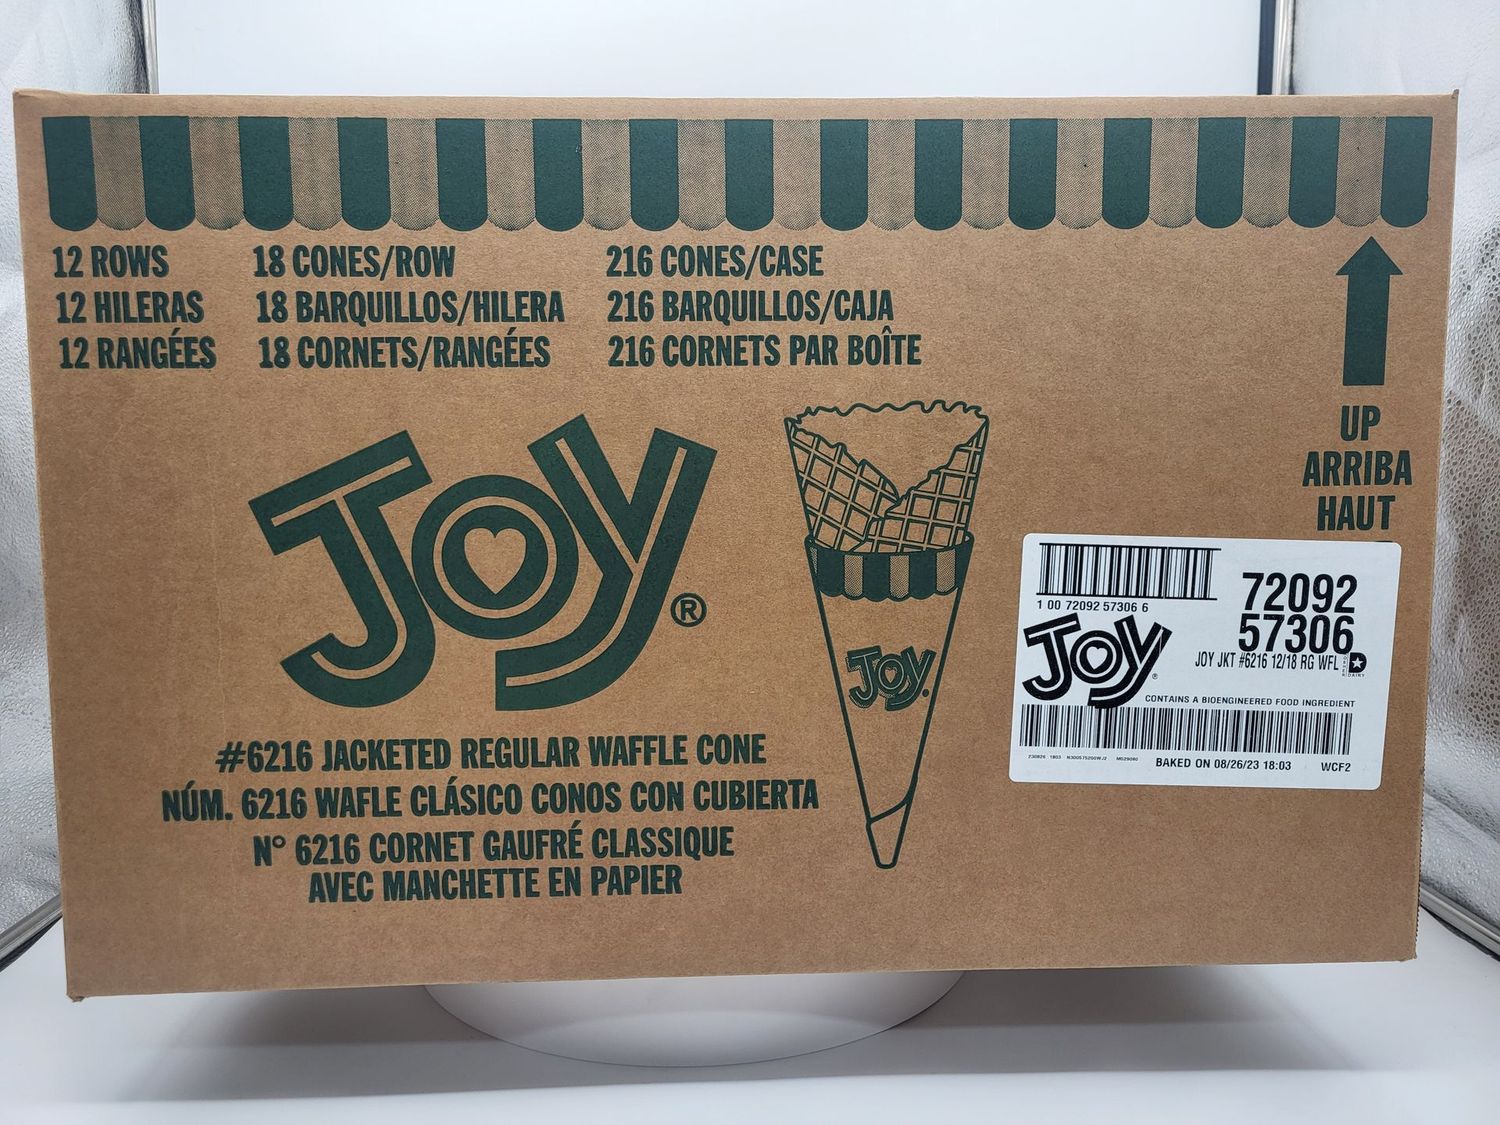 12 ROWS 18 CONES/ROW 216 CONES/CASE
12 HILERAS 18 BARQUILLOS/HILERA 216 BARQUILLOS/CAJA
12 RANGÉES 18 CORNETS/RANGÉES 216 CORNETS PAR BOÎTE
UP
ARRIBA
HAUT
JOY®
JOY®
#6216 JACKETED REGULAR WAFFLE CONE
NÚM. 6216 WAFLE CLÁSICO CONOS CON CUBIERTA
N° 6216 CORNET GAUFRÉ CLASSIQUE
AVEC MANCHETTE EN PAPIER
1 00 72092 57306 6
72092
57306
JOY®
JOY JKT #6216 12/18 RG WFL
D
DAIRY
CONTAINS A BIOENGINEERED FOOD INGREDIENT
BAKED ON 08/26/23 18:03 WCF2